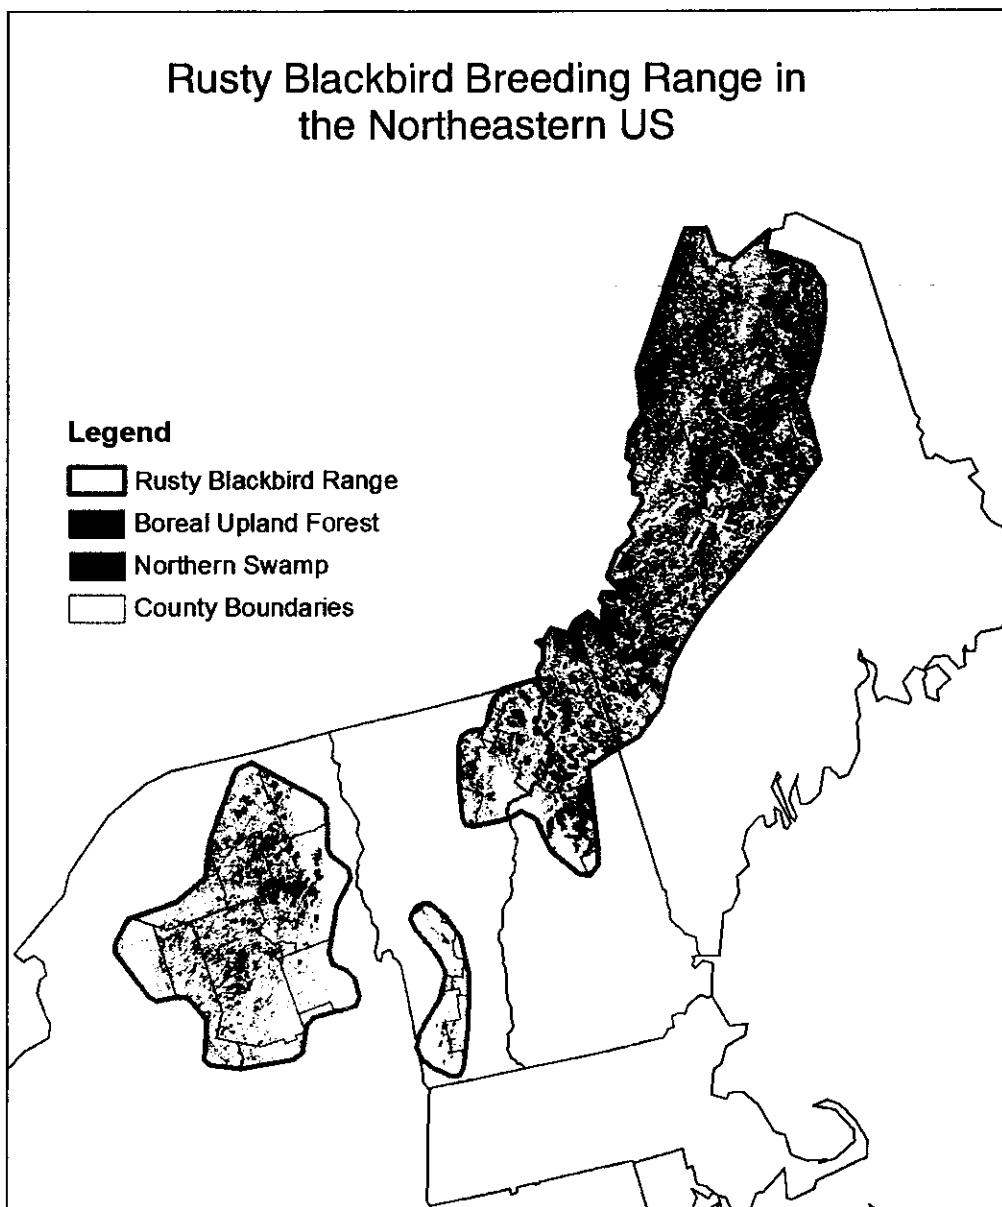 Rusty Blackbird Breeding Range in
the Northeastern US
Legend
Rusty Blackbird Range
Boreal Upland Forest
Northern Swamp
County Boundaries